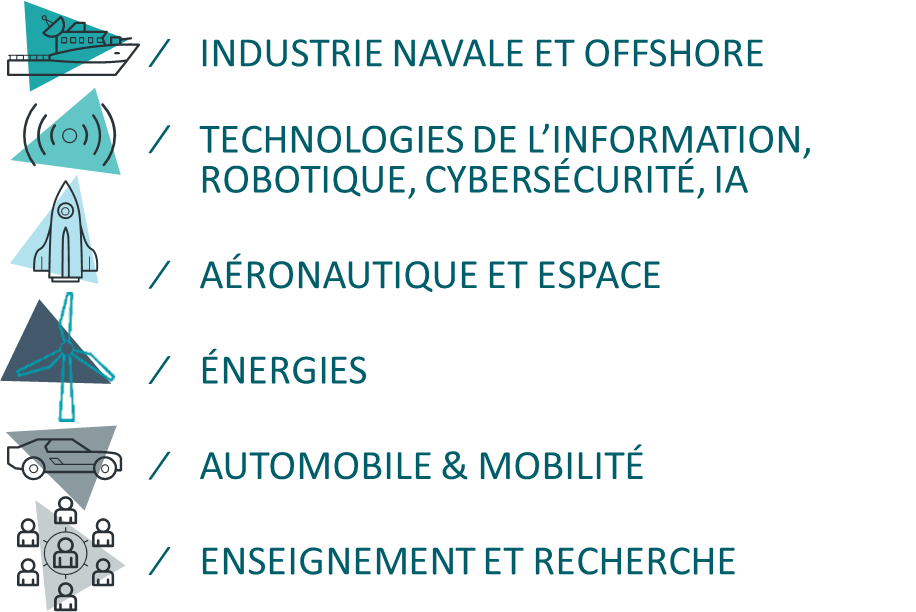 / INDUSTRIE NAVALE ET OFFSHORE
/ TECHNOLOGIES DE L’INFORMATION,
ROBOTIQUE, CYBERSÉCURITÉ, IA
/ AÉRONAUTIQUE ET ESPACE
/ ÉNERGIES
/ AUTOMOBILE & MOBILITÉ
/ ENSEIGNEMENT ET RECHERCHE